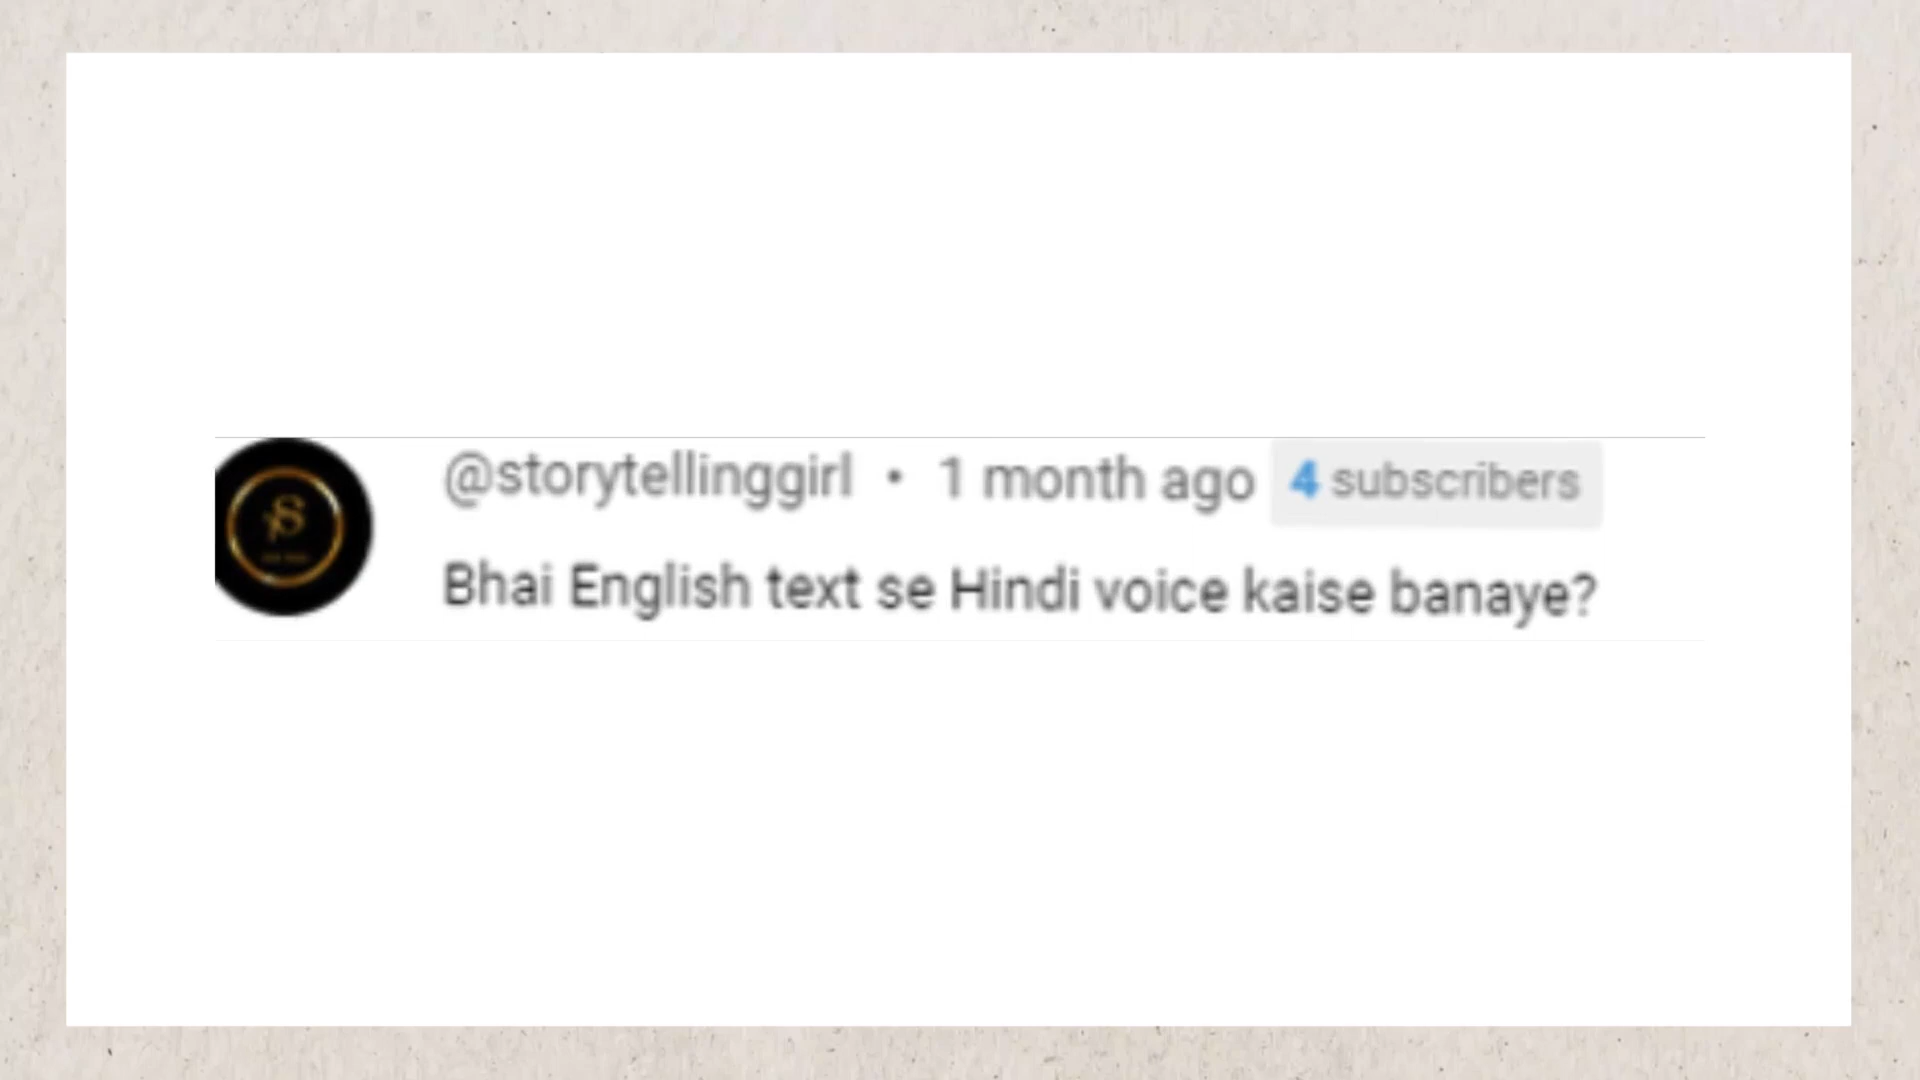 @storytellinggirl • 1 month ago 4 subscribers
Bhai English text se Hindi voice kaise banaye?